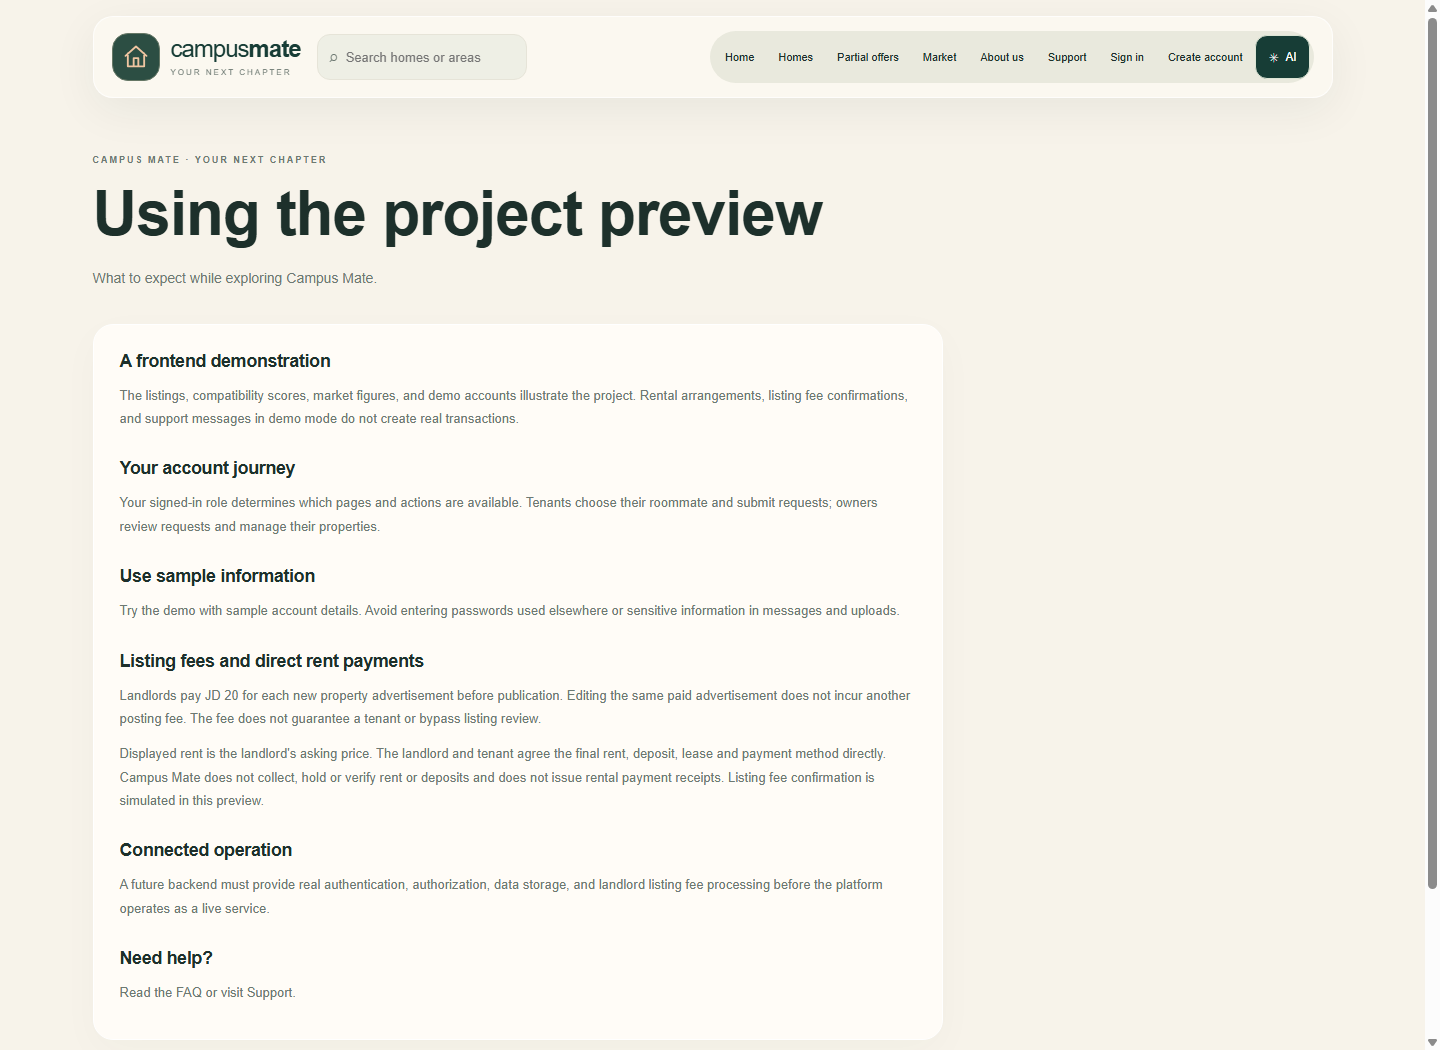 campusmate
YOUR NEXT CHAPTER
Search homes or areas
Home
Homes
Partial offers
Market
About us
Support
Sign in
Create account
AI
CAMPUS MATE · YOUR NEXT CHAPTER
Using the project preview
What to expect while exploring Campus Mate.
A frontend demonstration
The listings, compatibility scores, market figures, and demo accounts illustrate the project. Rental arrangements, listing fee confirmations,
and support messages in demo mode do not create real transactions.
Your account journey
Your signed-in role determines which pages and actions are available. Tenants choose their roommate and submit requests; owners
review requests and manage their properties.
Use sample information
Try the demo with sample account details. Avoid entering passwords used elsewhere or sensitive information in messages and uploads.
Listing fees and direct rent payments
Landlords pay JD 20 for each new property advertisement before publication. Editing the same paid advertisement does not incur another
posting fee. The fee does not guarantee a tenant or bypass listing review.
Displayed rent is the landlord's asking price. The landlord and tenant agree the final rent, deposit, lease and payment method directly.
Campus Mate does not collect, hold or verify rent or deposits and does not issue rental payment receipts. Listing fee confirmation is
simulated in this preview.
Connected operation
A future backend must provide real authentication, authorization, data storage, and landlord listing fee processing before the platform
operates as a live service.
Need help?
Read the FAQ or visit Support.